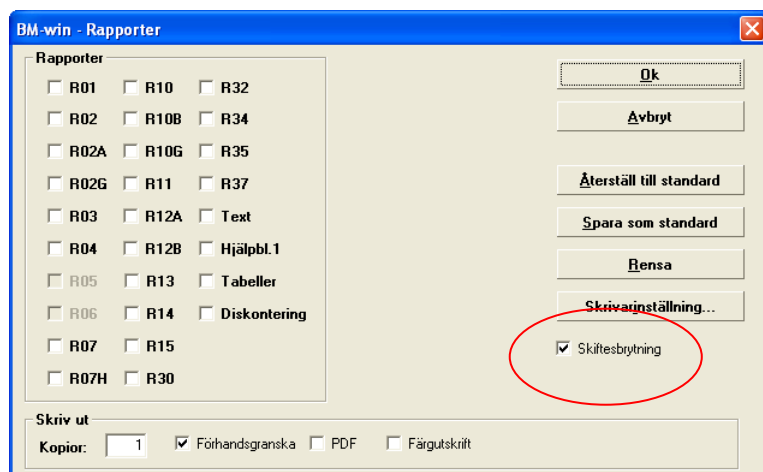 BM-win - Rapporter
Rapporter
R01 R10 R32
R02 R10B R34
R02A R10G R35
R02G R11 R37
R03 R12A Text
R04 R12B Hjälpbl.1
R05 R13 Tabeller
R06 R14 Diskontering
R07 R15
R07H R30
Ok
Avbryt
Återställ till standard
Spara som standard
Rensa
Skrivarinställning...
Skiftesbrytning
Skriv ut
Kopior: 1 Förhandsgranska PDF Färgutskrift